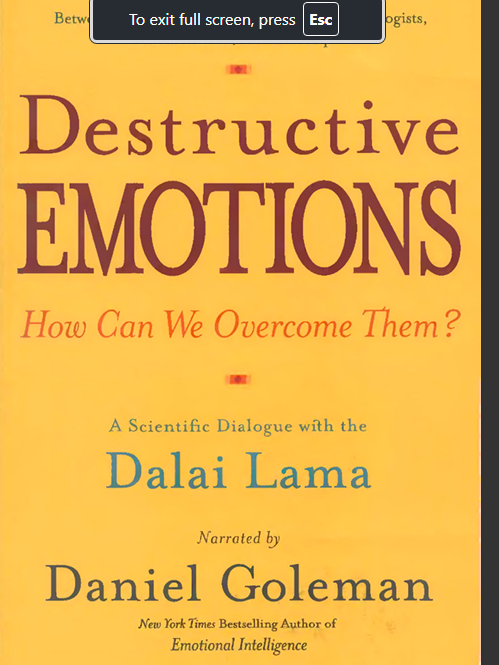 Betwe
ogists,
To exit full screen, press Esc
Destructive
EMOTIONS
How Can We Overcome Them?
A Scientific Dialogue with the
Dalai Lama
Narrated by
Daniel Goleman
New York Times Bestselling Author of
Emotional Intelligence